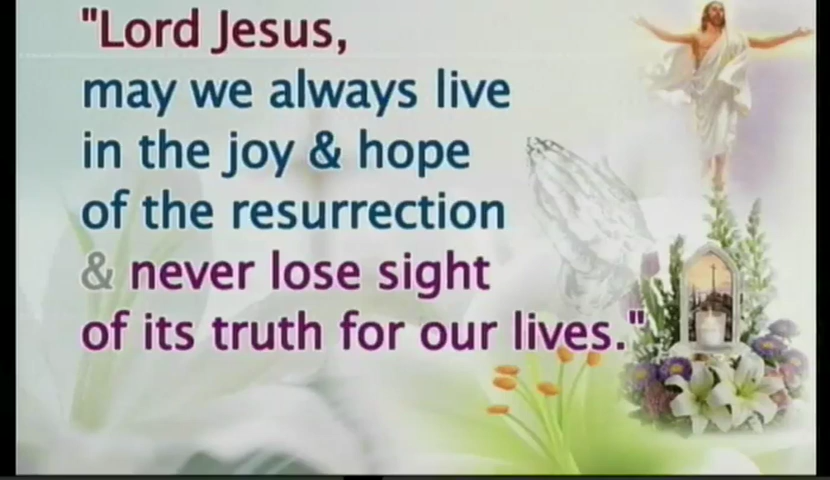 "Lord Jesus,
may we always live
in the joy & hope
of the resurrection
& never lose sight
of its truth for our lives."